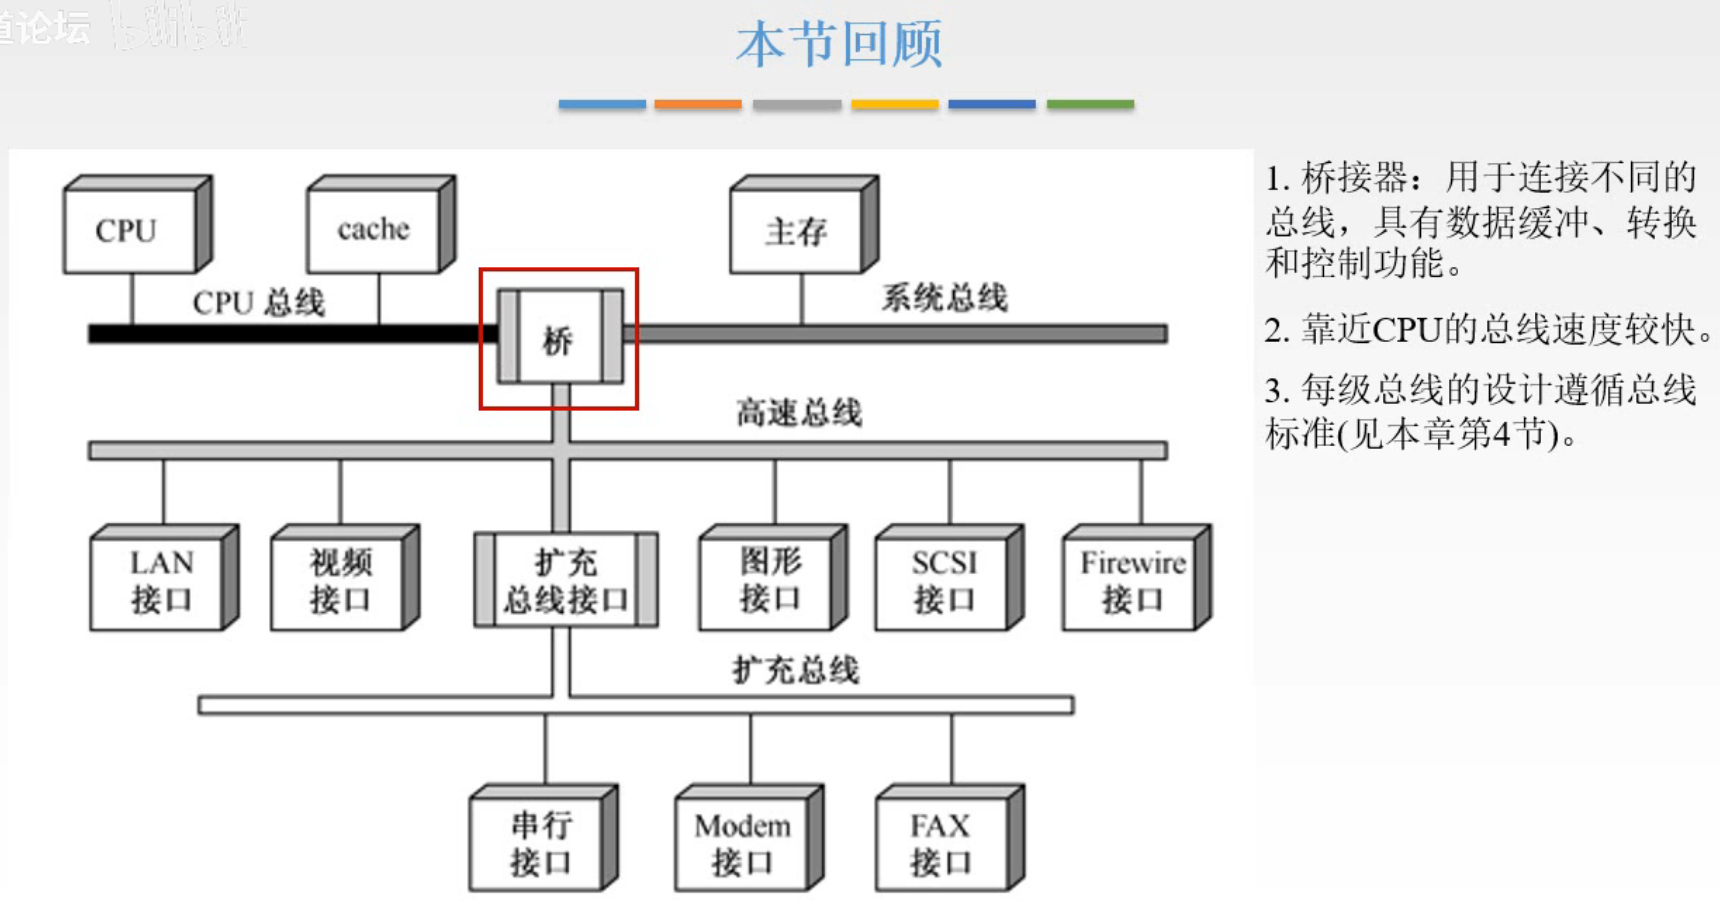 道论坛 bilibili
本节回顾
CPU
cache
主存
CPU 总线
系统总线
桥
高速总线
LAN
接口
视频
接口
扩充
总线接口
图形
接口
SCSI
接口
Firewire
接口
扩充总线
串行
接口
Modem
接口
FAX
接口
1. 桥接器：用于连接不同的
总线，具有数据缓冲、转换
和控制功能。
2. 靠近CPU的总线速度较快。
3. 每级总线的设计遵循总线
标准(见本章第4节)。